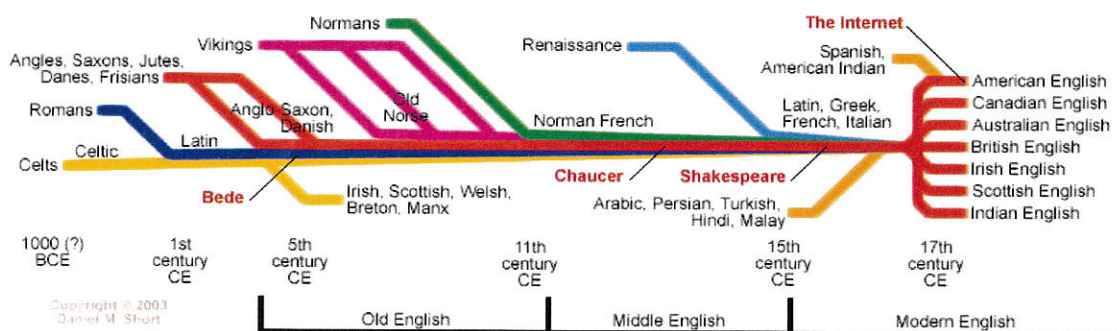 Normans
The Internet
Vikings
Renaissance
Spanish,
American Indian
Angles, Saxons, Jutes,
Danes, Frisians
American English
Romans
Anglo-Saxon,
Danish
Old
Norse
Norman French
Latin, Greek,
French, Italian
Canadian English
Australian English
Celts
Celtic
Latin
British English
Bede
Chaucer
Shakespeare
Irish English
Irish, Scottish, Welsh,
Breton, Manx
Arabic, Persian, Turkish,
Hindi, Malay
Scottish English
Indian English
1000 (?)
BCE
1st
century
CE
5th
century
CE
11th
century
CE
15th
century
CE
17th
century
CE
Copyright © 2003
Daniel M. Short
Old English
Middle English
Modern English